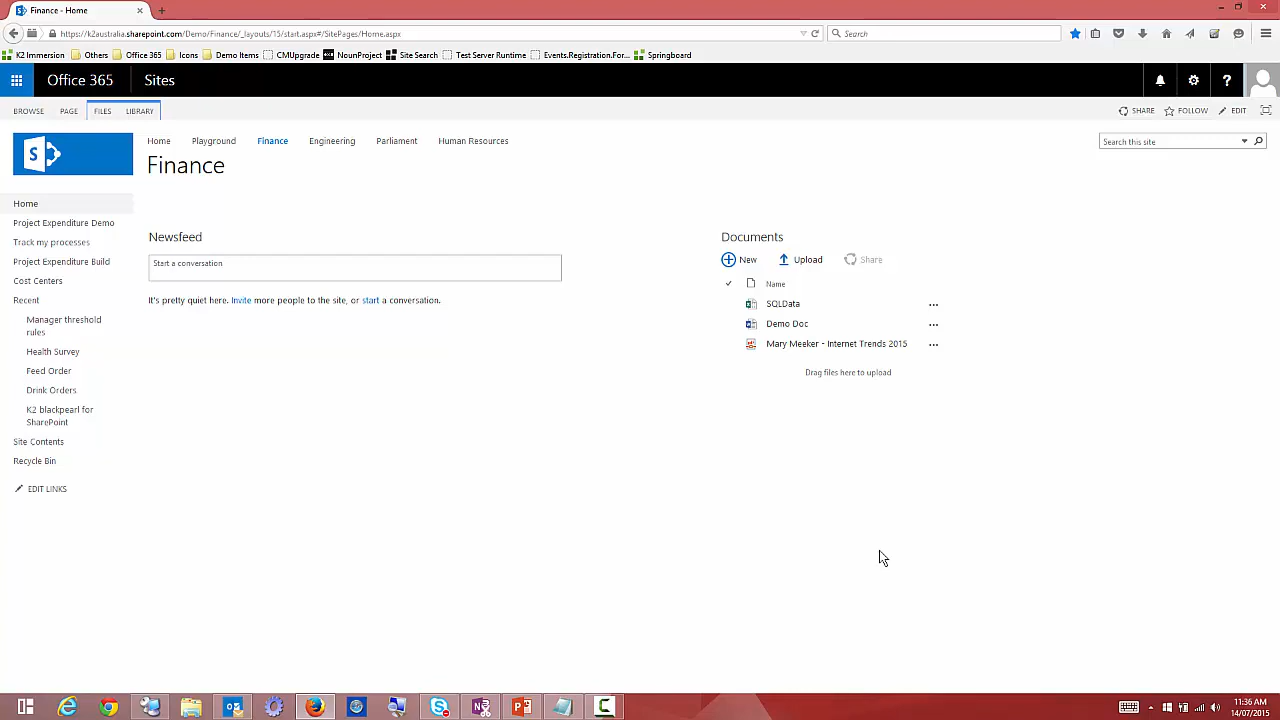 Finance - Home
https://k2australia.sharepoint.com/Demo/Finance/_layouts/15/start.aspx#/SitePages/Home.aspx
Search
K2 Immersion
Others
Office 365
Icons
Demo Items
CMUpgrade
NounProject
Site Search
Test Server Runtime
Events.Registration.For...
Springboard
Office 365
Sites
BROWSE
PAGE
FILES
LIBRARY
SHARE
FOLLOW
EDIT
Home
Playground
Finance
Engineering
Parliament
Human Resources
Search this site
Finance
Home
Project Expenditure Demo
Track my processes
Project Expenditure Build
Cost Centers
Recent
Manager threshold
rules
Health Survey
Feed Order
Drink Orders
K2 blackpearl for
SharePoint
Site Contents
Recycle Bin
EDIT LINKS
Newsfeed
Start a conversation
It's pretty quiet here. Invite more people to the site, or start a conversation.
Documents
New
Upload
Share
Name
SQLData
Demo Doc
Mary Meeker - Internet Trends 2015
Drag files here to upload
11:36 AM
14/07/2015